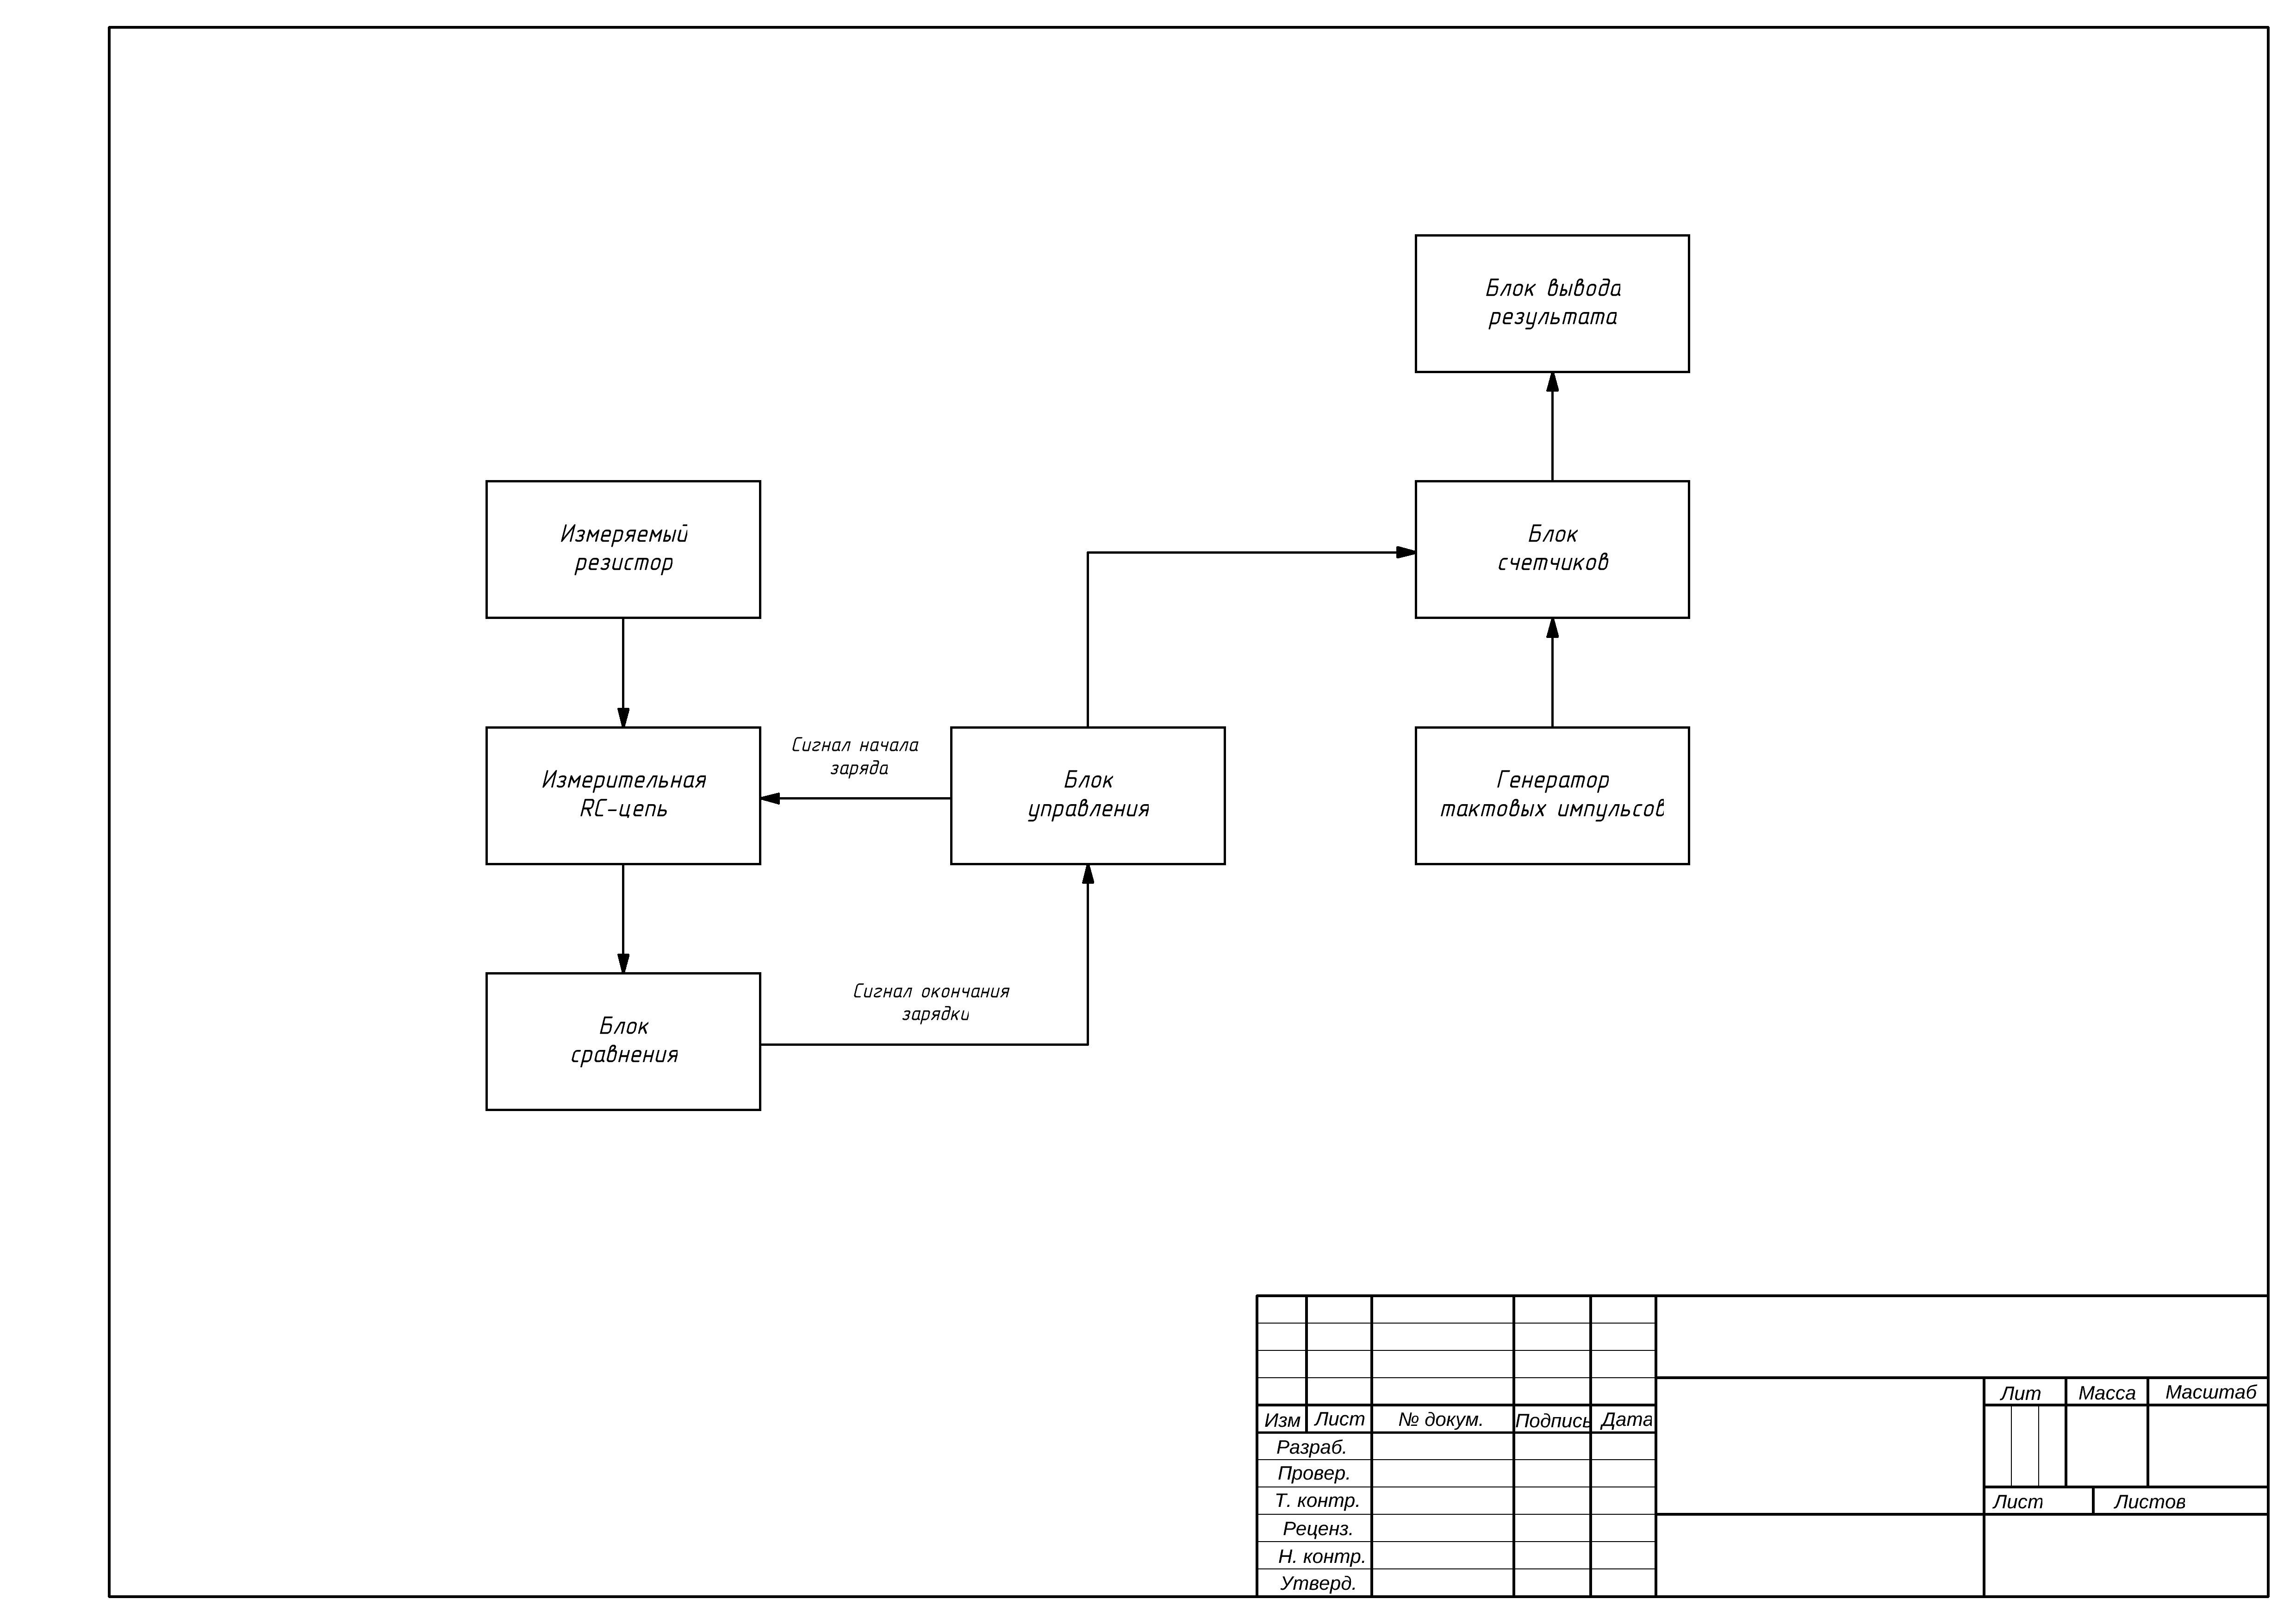 Блок вывода
результата
Измеряемый
резистор
Блок
счетчиков
Измерительная
RC-цепь
Сигнал начала
заряда
Блок
управления
Генератор
тактовых импульсов
Блок
сравнения
Сигнал окончания
зарядки
Лит Масса Масштаб
Изм Лист № докум. Подпись Дата
Разраб.
Провер.
Т. контр.
Лист Листов
Реценз.
Н. контр.
Утверд.